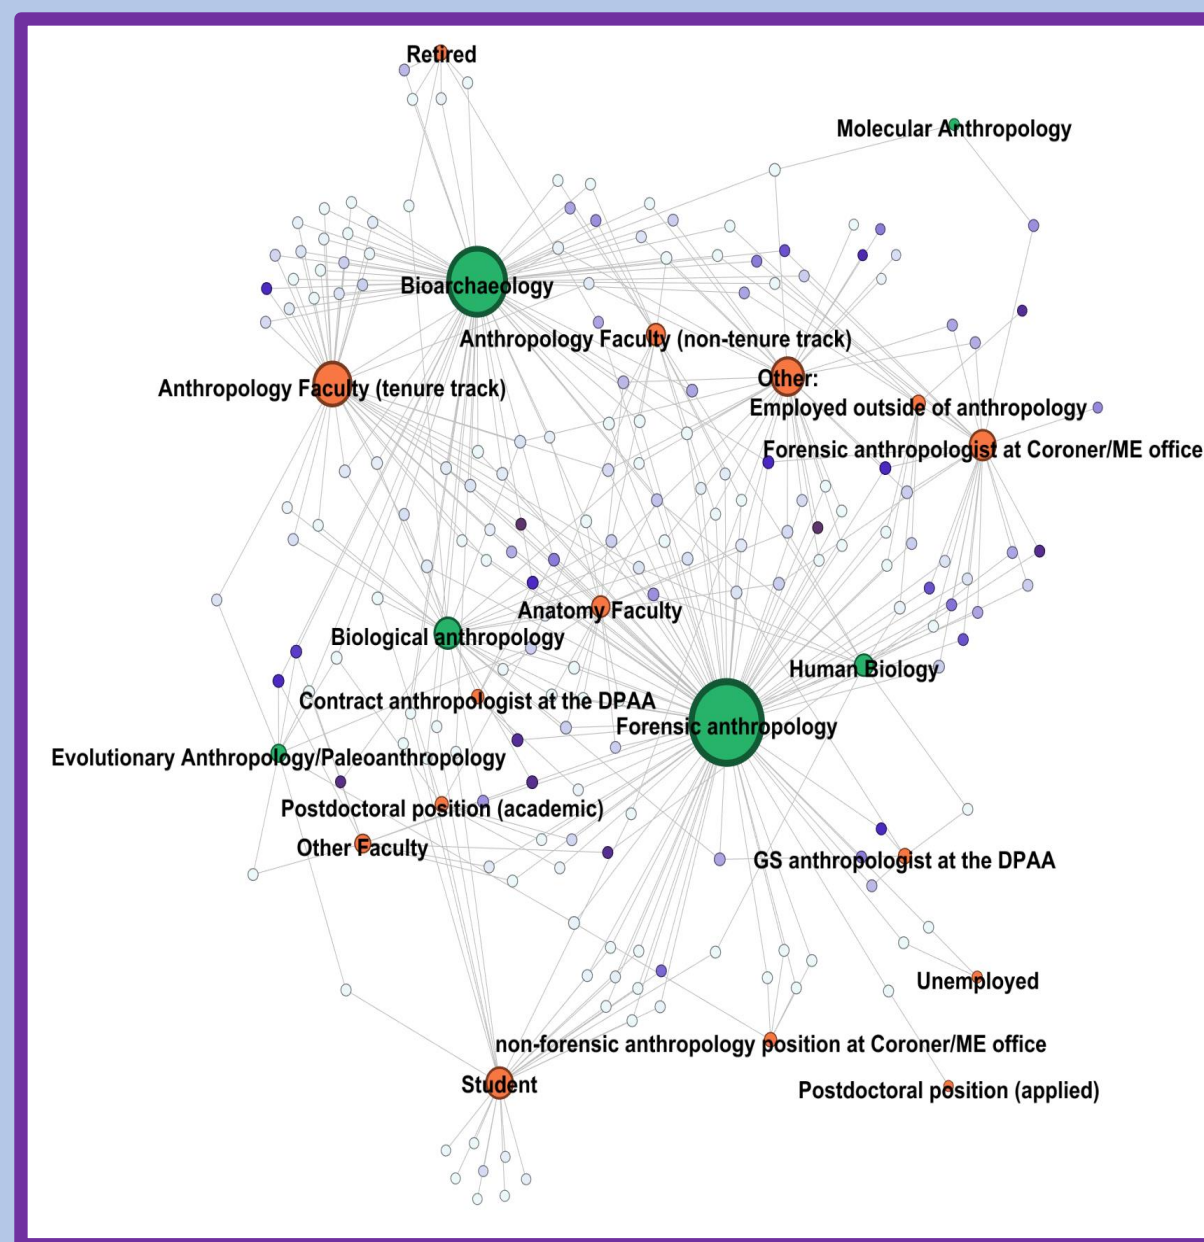 Retired
Molecular Anthropology
Bioarchaeology
Anthropology Faculty (non-tenure track)
Other:
Anthropology Faculty (tenure track)
Employed outside of anthropology
Forensic anthropologist at Coroner/ME office
Anatomy Faculty
Biological anthropology
Human Biology
Contract anthropologist at the DPAA
Forensic anthropology
Evolutionary Anthropology/Paleoanthropology
Postdoctoral position (academic)
Other Faculty
GS anthropologist at the DPAA
Unemployed
non-forensic anthropology position at Coroner/ME office
Student
Postdoctoral position (applied)